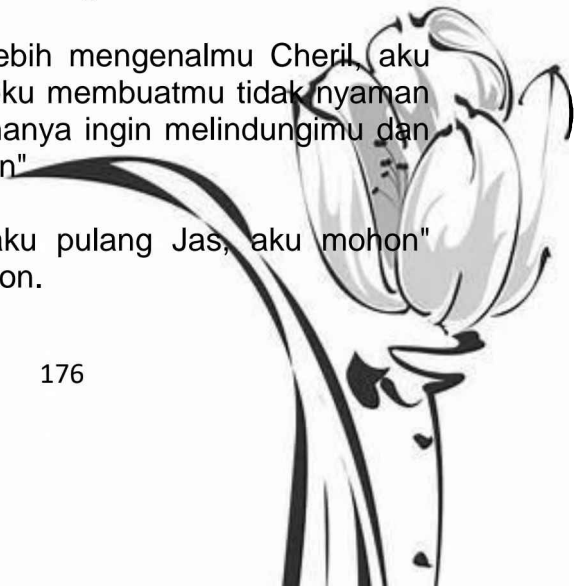 ebih mengenalmu Cheril, aku
ku membuatmu tidak nyaman
anya ingin melindungimu dan
n"
aku pulang Jas, aku mohon"
on.
176